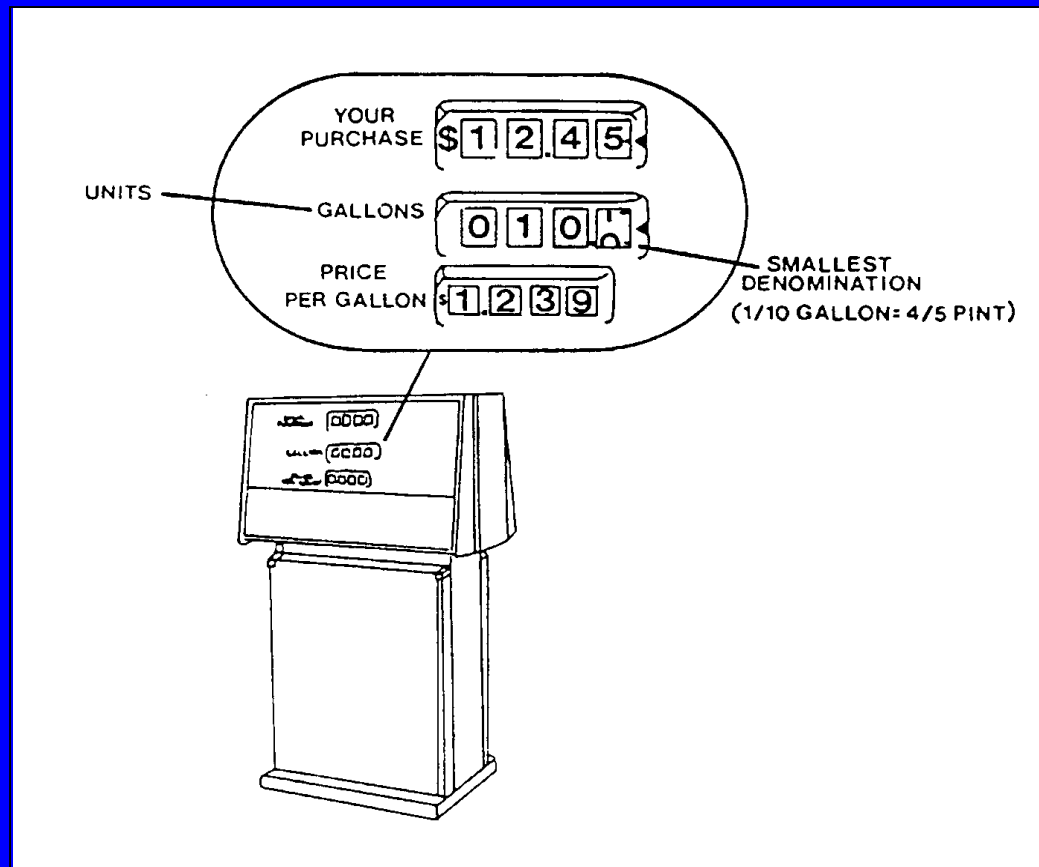 YOUR
PURCHASE $12.45
UNITS
GALLONS 010.
PRICE
PER GALLON $1.239
SMALLEST
DENOMINATION
(1/10 GALLON= 4/5 PINT)